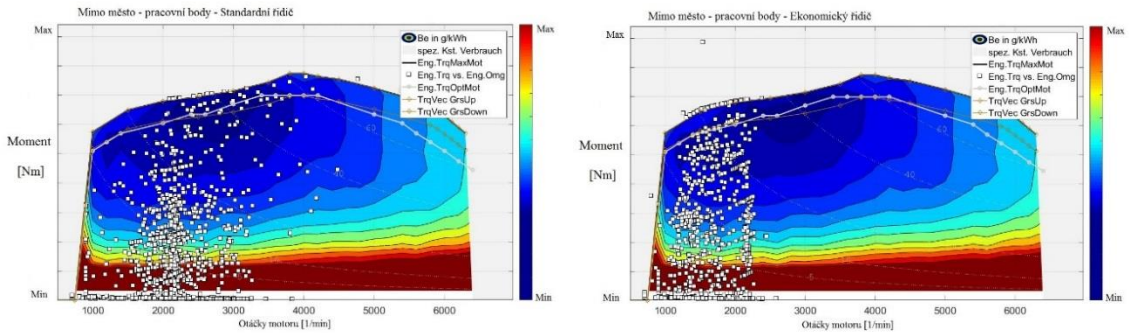 Mimo město - pracovní body - Standardní řidič
Max
Moment
[Nm]
Min
Be in g/kWh
spez. Kst. Verbrauch
Eng.TrqMaxMot
Eng.Trq vs. Eng.Omg
Eng.TrqOptMot
TrqVec GrsUp
TrqVec GrsDown
60
40
1000 2000 3000 4000 5000 6000
Otáčky motoru [1/min]
Max
Min
Mimo město - pracovní body - Ekonomický řidič
Max
Moment
[Nm]
Min
Be in g/kWh
spez. Kst. Verbrauch
Eng.TrqMaxMot
Eng.Trq vs. Eng.Omg
Eng.TrqOptMot
TrqVec GrsUp
TrqVec GrsDown
60
40
1000 2000 3000 4000 5000 6000
Otáčky motoru [1/min]
Max
Min